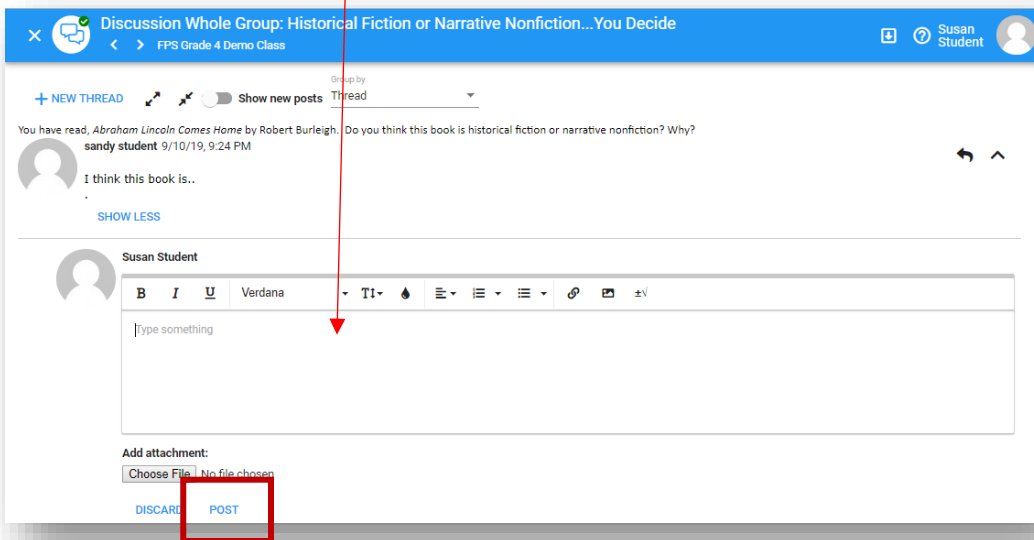 Discussion Whole Group: Historical Fiction or Narrative Nonfiction...You Decide
FPS Grade 4 Demo Class
Susan
Student
Group by
+ NEW THREAD Show new posts Thread
You have read, Abraham Lincoln Comes Home by Robert Burleigh. Do you think this book is historical fiction or narrative nonfiction? Why?
sandy student 9/10/19, 9:24 PM
I think this book is..
.
SHOW LESS
Susan Student
B I U Verdana T ±√
Type something
Add attachment:
Choose File No file chosen
DISCARD POST